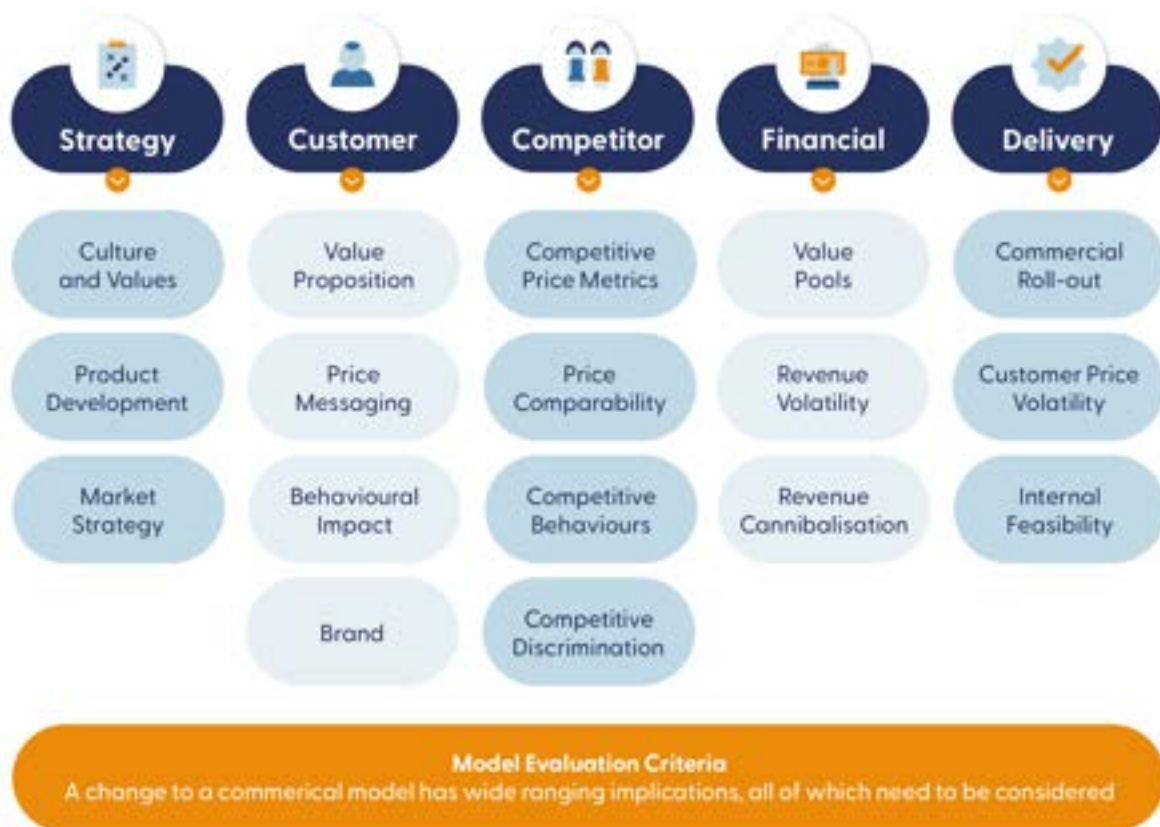 Strategy
Customer
Competitor
Financial
Delivery
Culture
and Values
Value
Proposition
Competitive
Price Metrics
Value
Pools
Commercial
Roll-out
Product
Development
Price
Messaging
Price
Comparability
Revenue
Volatility
Customer Price
Volatility
Market
Strategy
Behavioural
Impact
Competitive
Behaviours
Revenue
Cannibalisation
Internal
Feasibility
Brand
Competitive
Discrimination
Model Evaluation Criteria
A change to a commerical model has wide ranging implications, all of which need to be considered